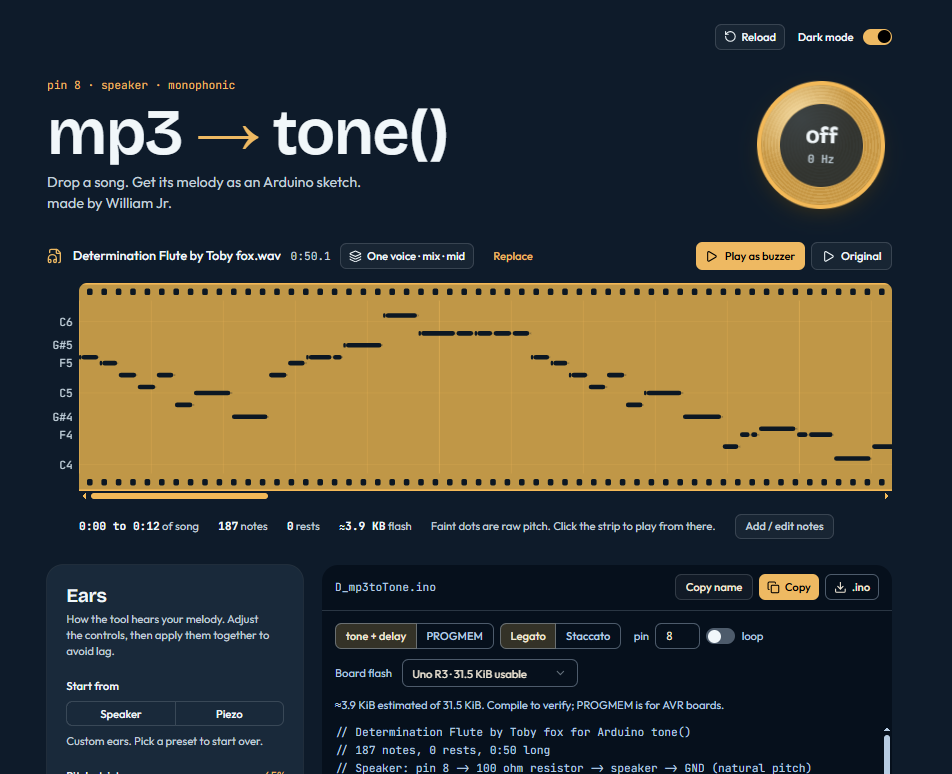 Reload Dark mode
pin 8 · speaker · monophonic
mp3 → tone()
off
0 Hz
Drop a song. Get its melody as an Arduino sketch.
made by William Jr.
Determination Flute by Toby fox.wav 0:50.1 One voice · mix · mid Replace Play as buzzer Original
C6
G#5
F5
C5
G#4
F4
C4
0:00 to 0:12 of song 187 notes 0 rests ≈3.9 KB flash Faint dots are raw pitch. Click the strip to play from there. Add / edit notes
Ears
How the tool hears your melody. Adjust
the controls, then apply them together to
avoid lag.
Start from
Speaker Piezo
Custom ears. Pick a preset to start over.
D_mp3toTone.ino Copy name Copy .ino
tone + delay PROGMEM Legato Staccato pin 8 loop
Board flash Uno R3 · 31.5 KiB usable
≈3.9 KiB estimated of 31.5 KiB. Compile to verify; PROGMEM is for AVR boards.
// Determination Flute by Toby fox for Arduino tone()
// 187 notes, 0 rests, 0:50 long
// Speaker: pin 8 → 100 ohm resistor → speaker → GND (natural pitch)